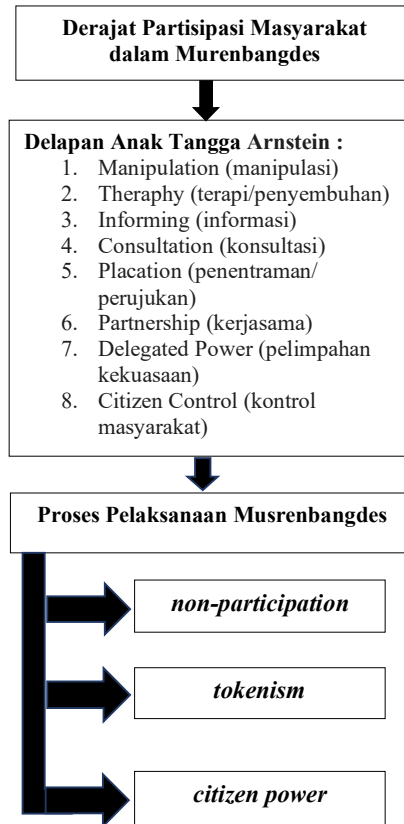 Derajat Partisipasi Masyarakat
dalam Murenbangdes
Delapan Anak Tangga Arnstein :
1. Manipulation (manipulasi)
2. Theraphy (terapi/penyembuhan)
3. Informing (informasi)
4. Consultation (konsultasi)
5. Placation (penentraman/
perujukan)
6. Partnership (kerjasama)
7. Delegated Power (pelimpahan
kekuasaan)
8. Citizen Control (kontrol
masyarakat)
Proses Pelaksanaan Musrenbangdes
non-participation
tokenism
citizen power